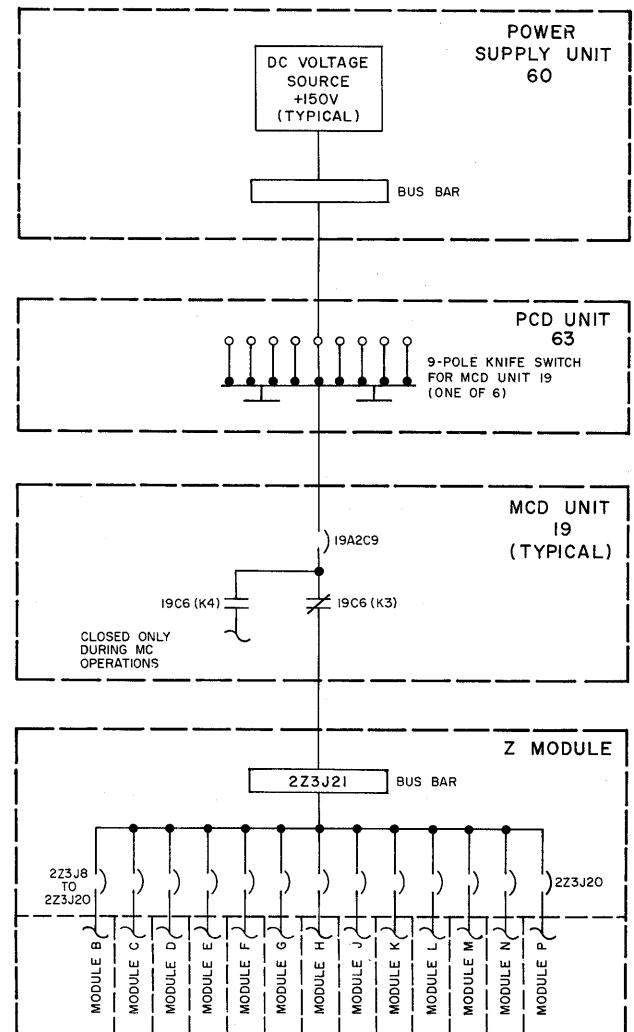 POWER
SUPPLY UNIT
60
DC VOLTAGE
SOURCE
+150V
(TYPICAL)
BUS BAR
PCD UNIT
63
9-POLE KNIFE SWITCH
FOR MCD UNIT 19
(ONE OF 6)
MCD UNIT
19
(TYPICAL)
19A2C9
19C6 (K4)
19C6 (K3)
CLOSED ONLY
DURING MC
OPERATIONS
Z MODULE
2Z3J21
BUS BAR
2Z3J8
TO
2Z3J20
2Z3J20
MODULE B
MODULE C
MODULE D
MODULE E
MODULE F
MODULE G
MODULE H
MODULE J
MODULE K
MODULE L
MODULE M
MODULE N
MODULE P